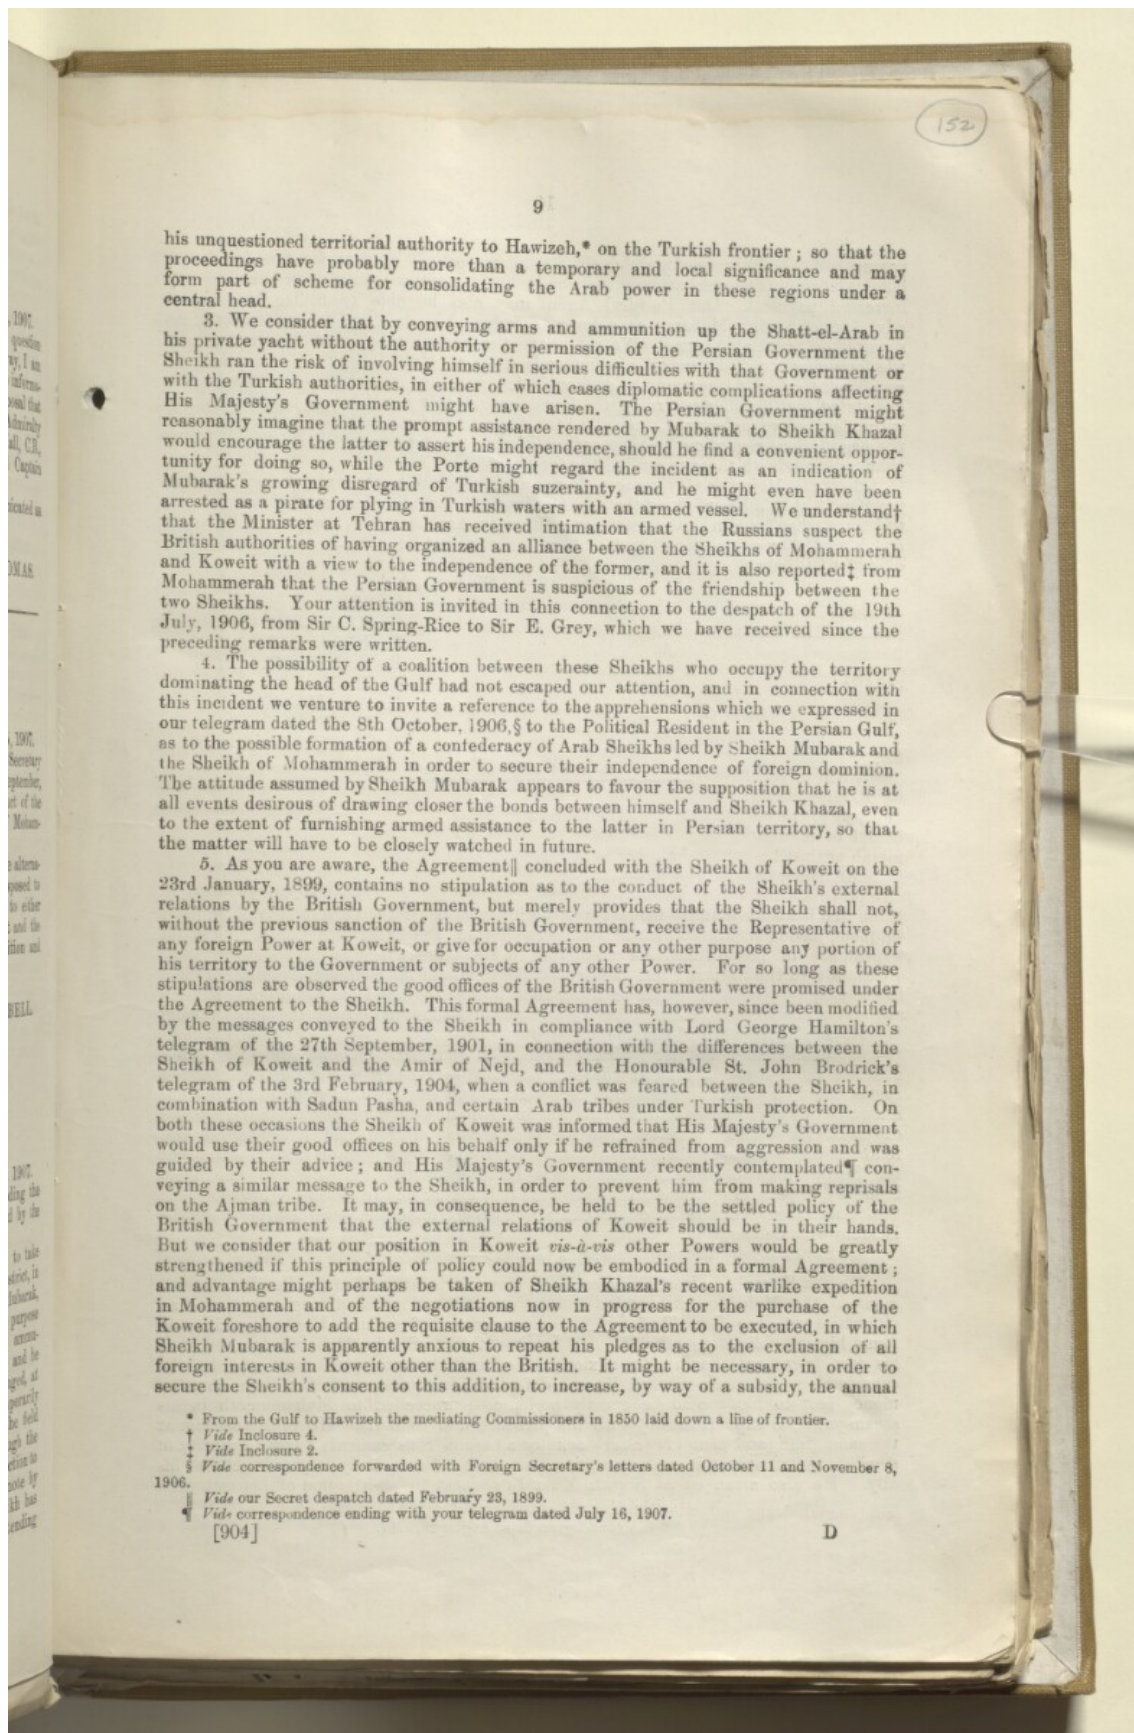 152
9
his unquestioned territorial authority to Hawizeh,* on the Turkish frontier; so that the
proceedings have probably more than a temporary and local significance and may
form part of scheme for consolidating the Arab power in these regions under a
central head.
3. We consider that by conveying arms and ammunition up the Shatt-el-Arab in
his private yacht without the authority or permission of the Persian Government the
Sheikh ran the risk of involving himself in serious difficulties with that Government or
with the Turkish authorities, in either of which cases diplomatic complications affecting
His Majesty's Government might have arisen. The Persian Government might
reasonably imagine that the prompt assistance rendered by Mubarak to Sheikh Khazal
would encourage the latter to assert his independence, should he find a convenient oppor-
tunity for doing so, while the Porte might regard the incident as an indication of
Mubarak's growing disregard of Turkish suzerainty, and he might even have been
arrested as a pirate for plying in Turkish waters with an armed vessel. We understand†
that the Minister at Tehran has received intimation that the Russians suspect the
British authorities of having organized an alliance between the Sheikhs of Mohammerah
and Koweit with a view to the independence of the former, and it is also reported‡ from
Mohammerah that the Persian Government is suspicious of the friendship between the
two Sheikhs. Your attention is invited in this connection to the despatch of the 19th
July, 1906, from Sir C. Spring-Rice to Sir E. Grey, which we have received since the
preceding remarks were written.
4. The possibility of a coalition between these Sheikhs who occupy the territory
dominating the head of the Gulf had not escaped our attention, and in connection with
this incident we venture to invite a reference to the apprehensions which we expressed in
our telegram dated the 8th October, 1906,§ to the Political Resident in the Persian Gulf,
as to the possible formation of a confederacy of Arab Sheikhs led by Sheikh Mubarak and
the Sheikh of Mohammerah in order to secure their independence of foreign dominion.
The attitude assumed by Sheikh Mubarak appears to favour the supposition that he is at
all events desirous of drawing closer the bonds between himself and Sheikh Khazal, even
to the extent of furnishing armed assistance to the latter in Persian territory, so that
the matter will have to be closely watched in future.
5. As you are aware, the Agreement‖ concluded with the Sheikh of Koweit on the
23rd January, 1899, contains no stipulation as to the conduct of the Sheikh's external
relations by the British Government, but merely provides that the Sheikh shall not,
without the previous sanction of the British Government, receive the Representative of
any foreign Power at Koweit, or give for occupation or any other purpose any portion of
his territory to the Government or subjects of any other Power. For so long as these
stipulations are observed the good offices of the British Government were promised under
the Agreement to the Sheikh. This formal Agreement has, however, since been modified
by the messages conveyed to the Sheikh in compliance with Lord George Hamilton's
telegram of the 27th September, 1901, in connection with the differences between the
Sheikh of Koweit and the Amir of Nejd, and the Honourable St. John Brodrick's
telegram of the 3rd February, 1904, when a conflict was feared between the Sheikh, in
combination with Sadun Pasha, and certain Arab tribes under Turkish protection. On
both these occasions the Sheikh of Koweit was informed that His Majesty's Government
would use their good offices on his behalf only if he refrained from aggression and was
guided by their advice; and His Majesty's Government recently contemplated¶ con-
veying a similar message to the Sheikh, in order to prevent him from making reprisals
on the Ajman tribe. It may, in consequence, be held to be the settled policy of the
British Government that the external relations of Koweit should be in their hands.
But we consider that our position in Koweit vis-à-vis other Powers would be greatly
strengthened if this principle of policy could now be embodied in a formal Agreement;
and advantage might perhaps be taken of Sheikh Khazal's recent warlike expedition
in Mohammerah and of the negotiations now in progress for the purchase of the
Koweit foreshore to add the requisite clause to the Agreement to be executed, in which
Sheikh Mubarak is apparently anxious to repeat his pledges as to the exclusion of all
foreign interests in Koweit other than the British. It might be necessary, in order to
secure the Sheikh's consent to this addition, to increase, by way of a subsidy, the annual
* From the Gulf to Hawizeh the mediating Commissioners in 1850 laid down a line of frontier.
† Vide Inclosure 4.
‡ Vide Inclosure 2.
§ Vide correspondence forwarded with Foreign Secretary's letters dated October 11 and November 8,
1906.
‖ Vide our Secret despatch dated February 23, 1899.
¶ Vide correspondence ending with your telegram dated July 16, 1907.
[904] D